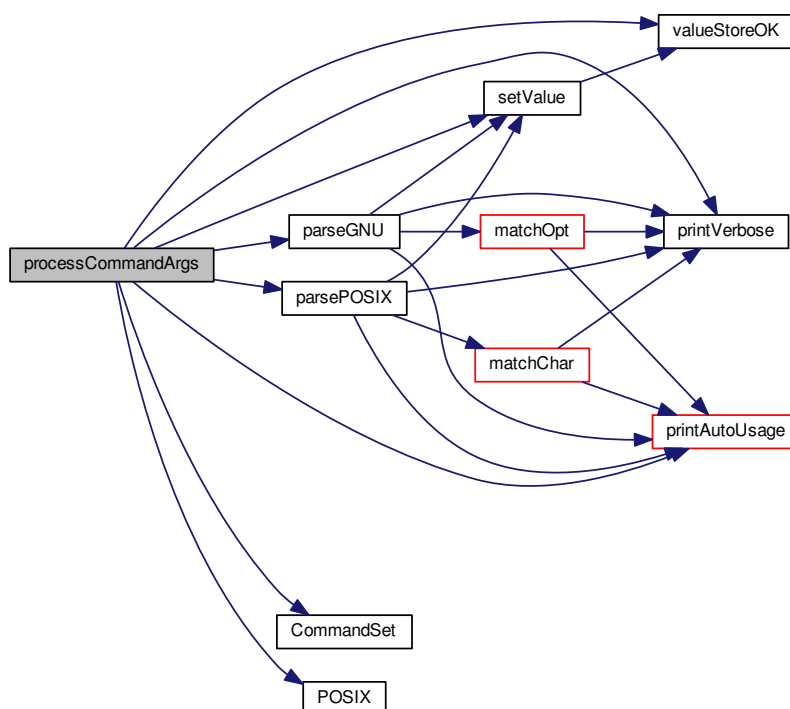 valueStoreOK
setValue
parseGNU
matchOpt
printVerbose
processCommandArgs
parsePOSIX
matchChar
printAutoUsage
CommandSet
POSIX